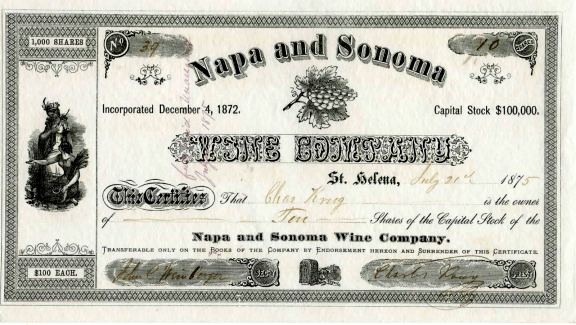 1,000 SHARES
No 39
10 SHARES
Napa and Sonoma
Incorporated December 4, 1872.
Capital Stock $100,000.
WINE COMPANY
St. Helena, July 21st 1875
This Certifies That Chas Krug is the owner
of Ten Shares of the Capital Stock of the
Napa and Sonoma Wine Company.
TRANSFERABLE ONLY ON THE BOOKS OF THE COMPANY BY ENDORSEMENT HEREON AND SURRENDER OF THIS CERTIFICATE.
$100 EACH.
SECY
Charles Krug PREST